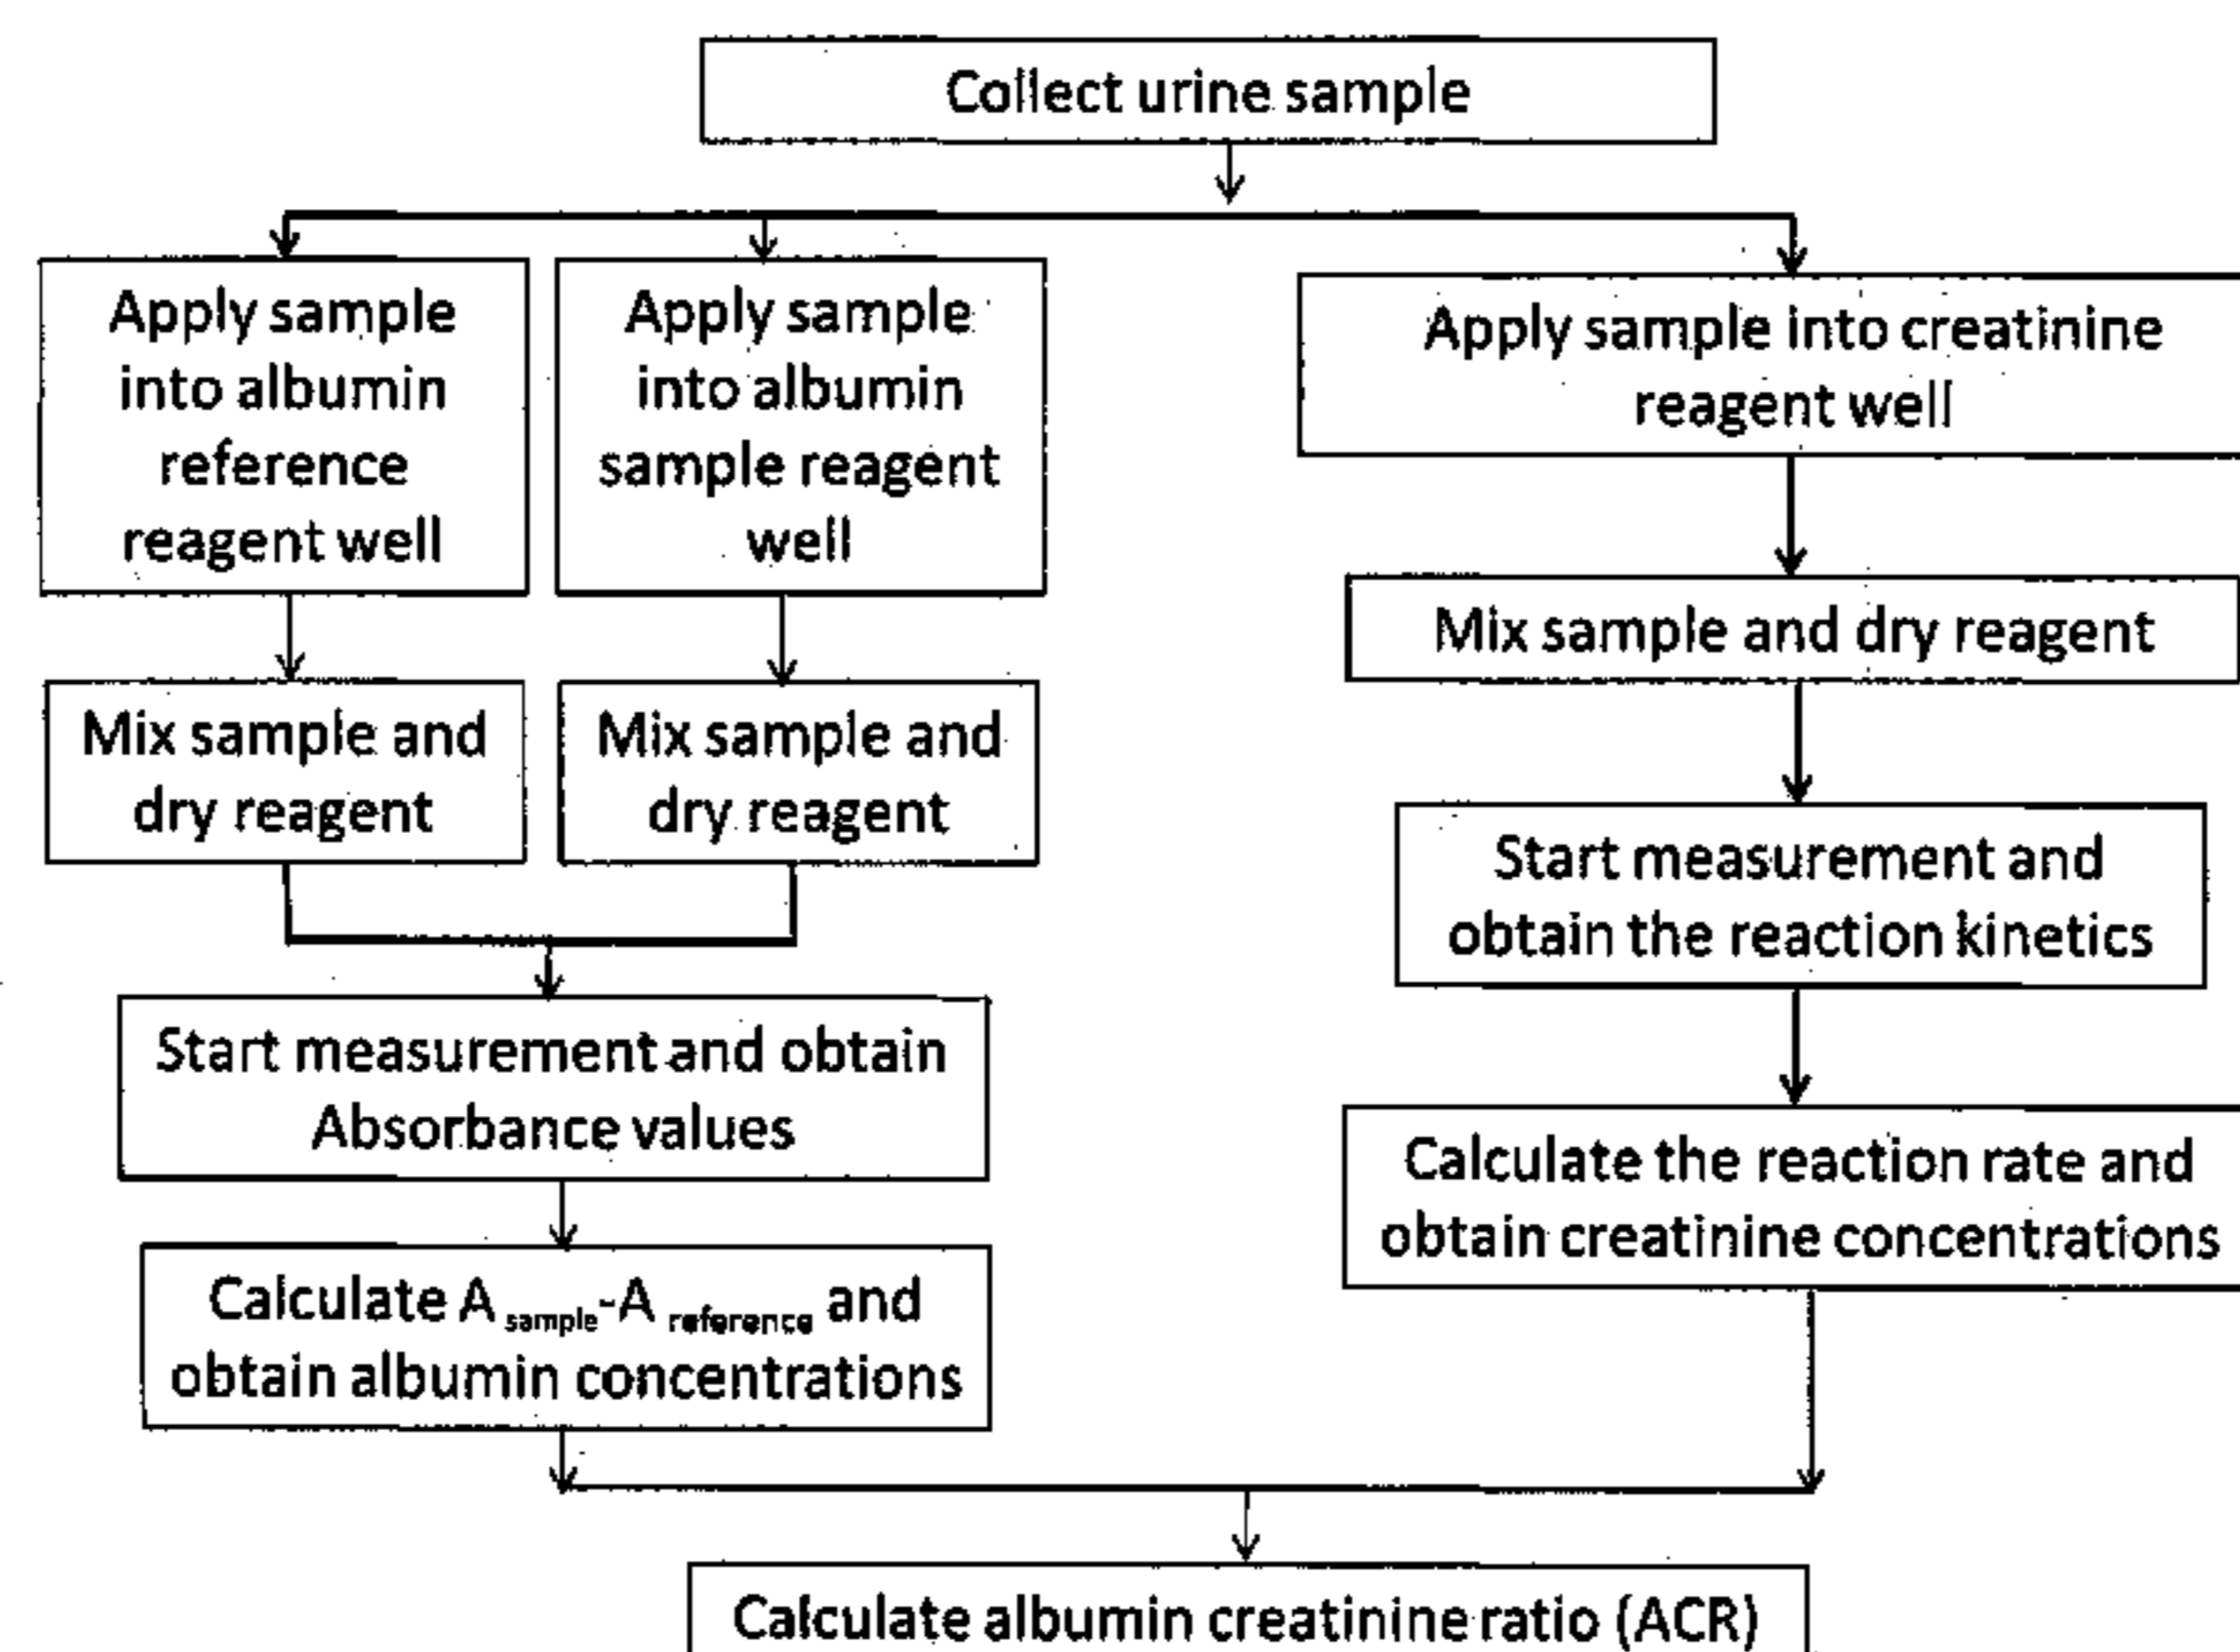 Collect urine sample
Apply sample
into albumin
reference
reagent well
Apply sample
into albumin
sample reagent
well
Apply sample into creatinine
reagent well
Mix sample and
dry reagent
Mix sample and
dry reagent
Mix sample and dry reagent
Start measurement and
obtain the reaction kinetics
Start measurement and obtain
Absorbance values
Calculate the reaction rate and
obtain creatinine concentrations
Calculate A sample-A reference and
obtain albumin concentrations
Calculate albumin creatinine ratio (ACR)